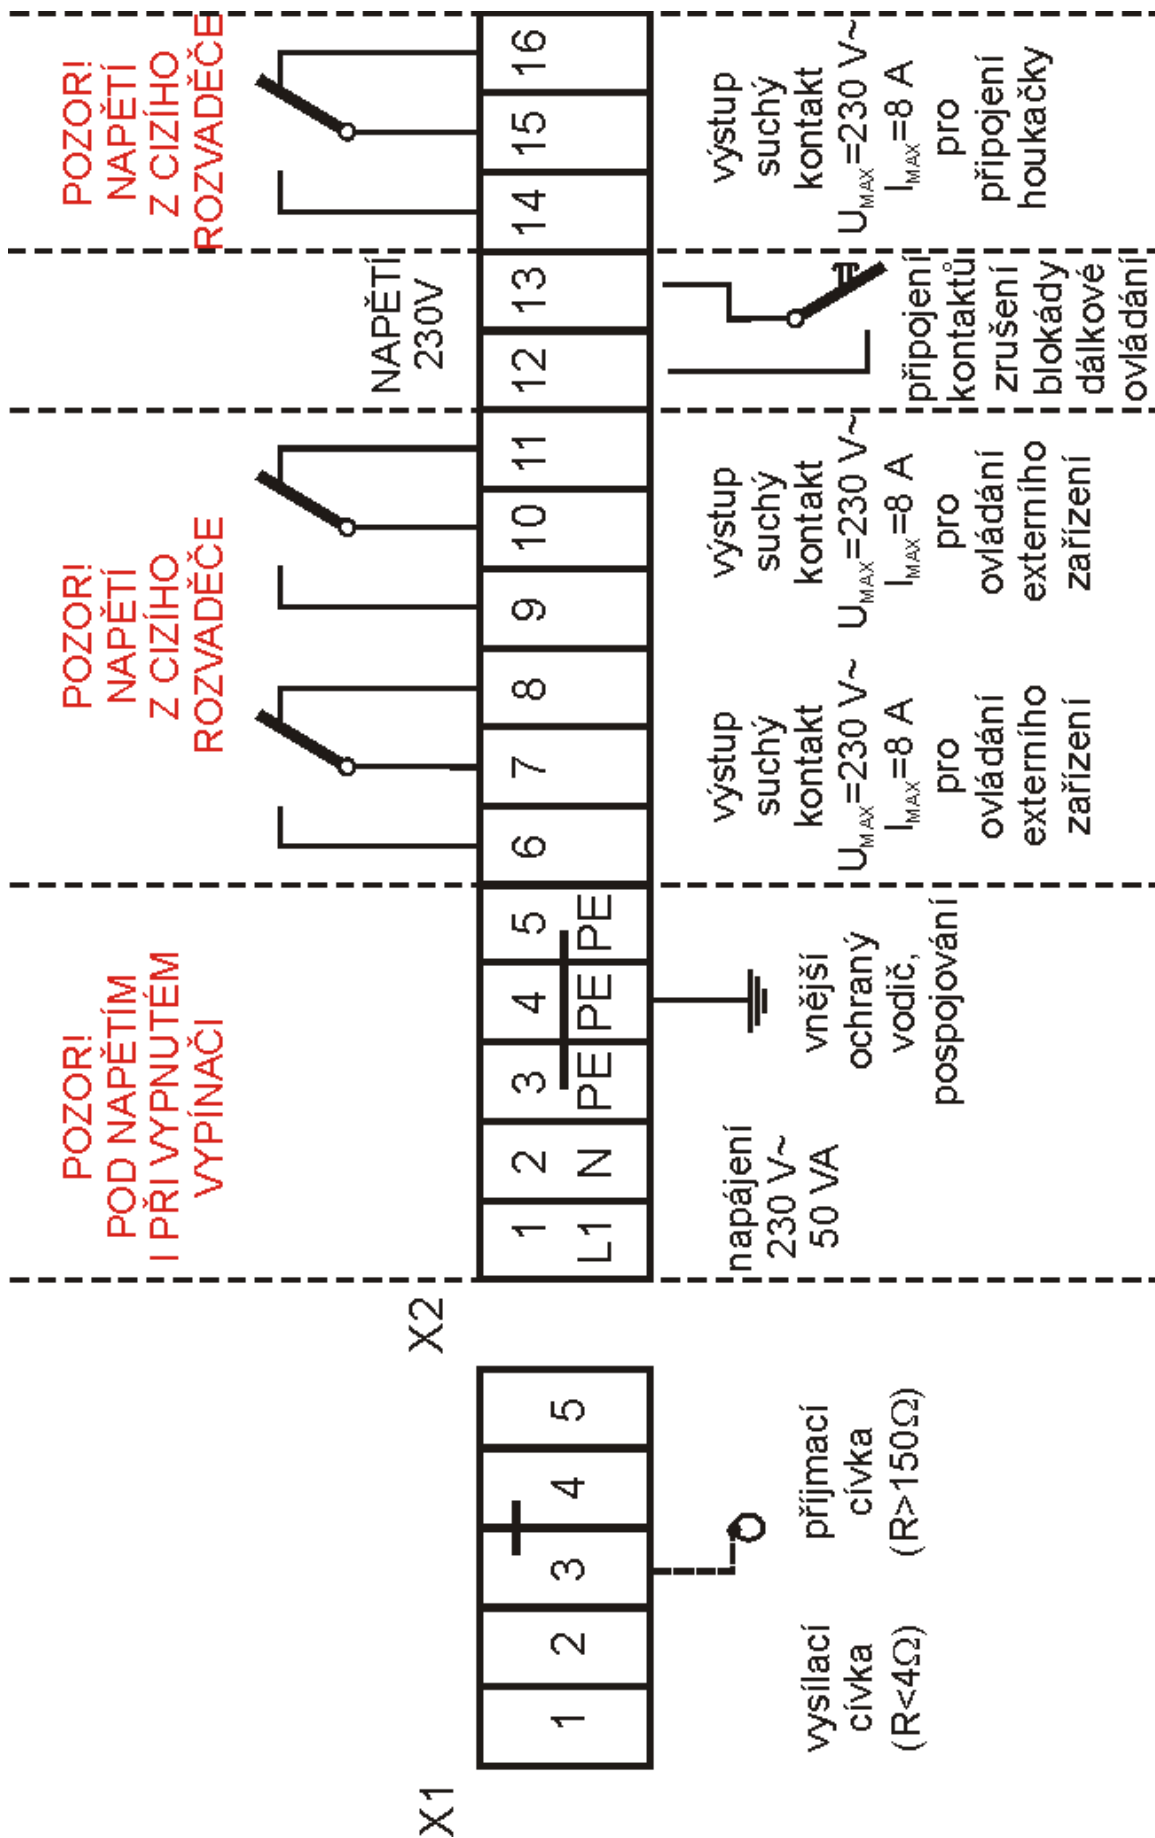 X1
1
2
3
4
5
vysílací
cívka
(R<4Ω)
příjmací
cívka
(R>150Ω)
X2
POZOR!
POD NAPĚTÍM
I PŘI VYPNUTÉM
VYPÍNAČI
POZOR!
NAPĚTÍ
Z CIZÍHO
ROZVADĚČE
NAPĚTÍ
230V
POZOR!
NAPĚTÍ
Z CIZÍHO
ROZVADĚČE
1
2
3
4
5
6
7
8
9
10
11
12
13
14
15
16
L1
N
PE
PE
PE
napájení
230 V~
50 VA
vnější
ochraný
vodič,
pospojování
výstup
suchý
kontakt
UMAX=230 V~
IMAX=8 A
pro
ovládání
externího
zařízení
výstup
suchý
kontakt
UMAX=230 V~
IMAX=8 A
pro
ovládání
externího
zařízení
připojení
kontaktů
zrušení
blokády
dálkové
ovládání
výstup
suchý
kontakt
UMAX=230 V~
IMAX=8 A
pro
připojení
houkačky